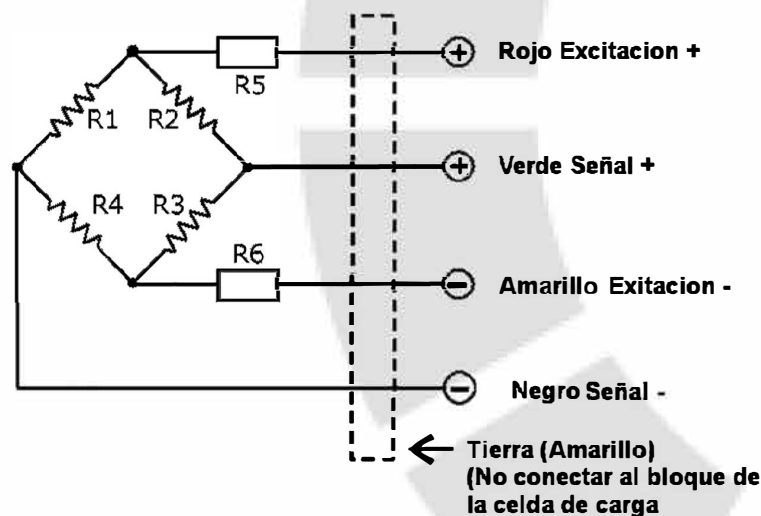 Rojo Excitacion +
R5
R1
R2
Verde Señal +
R4
R3
R6
Amarillo Exitacion -
Negro Señal -
Tierra (Amarillo)
(No conectar al bloque de
la celda de carga